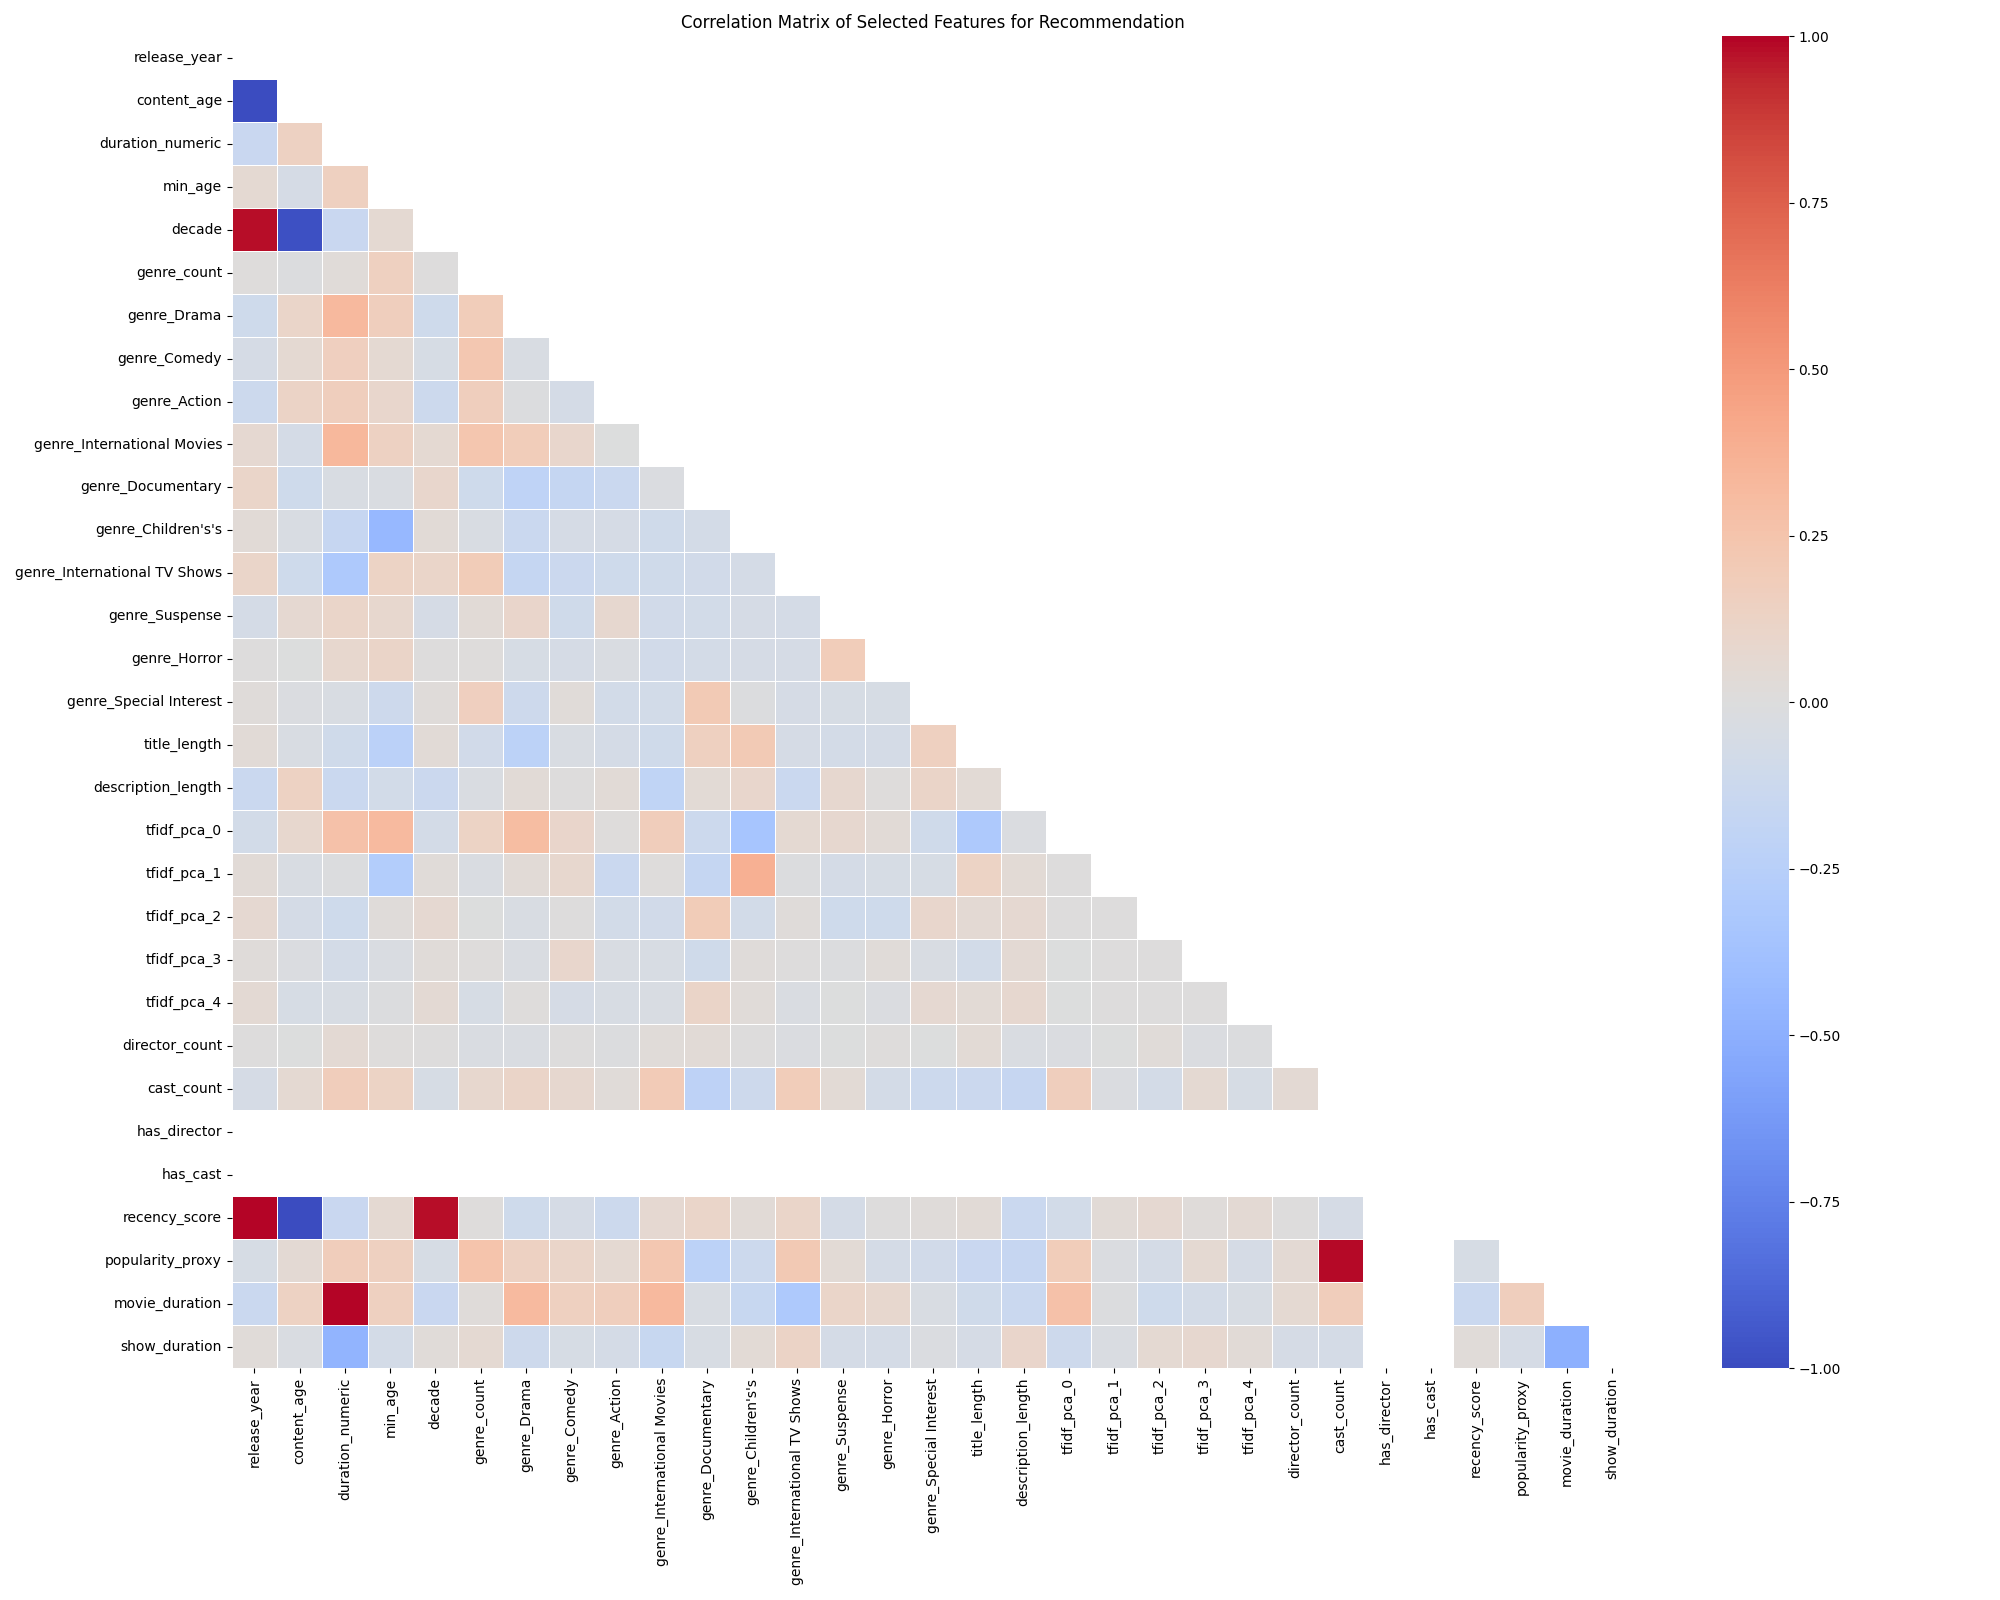 Correlation Matrix of Selected Features for Recommendation
release_year
content_age
duration_numeric
min_age
decade
genre_count
genre_Drama
genre_Comedy
genre_Action
genre_International Movies
genre_Documentary
genre_Children's's
genre_International TV Shows
genre_Suspense
genre_Horror
genre_Special Interest
title_length
description_length
tfidf_pca_0
tfidf_pca_1
tfidf_pca_2
tfidf_pca_3
tfidf_pca_4
director_count
cast_count
has_director
has_cast
recency_score
popularity_proxy
movie_duration
show_duration
release_year
content_age
duration_numeric
min_age
decade
genre_count
genre_Drama
genre_Comedy
genre_Action
genre_International Movies
genre_Documentary
genre_Children's's
genre_International TV Shows
genre_Suspense
genre_Horror
genre_Special Interest
title_length
description_length
tfidf_pca_0
tfidf_pca_1
tfidf_pca_2
tfidf_pca_3
tfidf_pca_4
director_count
cast_count
has_director
has_cast
recency_score
popularity_proxy
movie_duration
show_duration
1.00
0.75
0.50
0.25
0.00
−0.25
−0.50
−0.75
−1.00